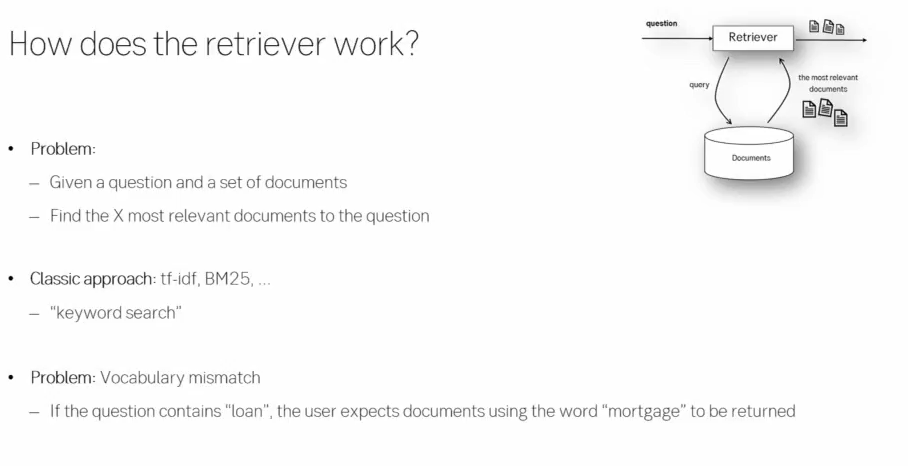 How does the retriever work?
question
Retriever
query
the most relevant
documents
Documents
• Problem:
– Given a question and a set of documents
– Find the X most relevant documents to the question
• Classic approach: tf-idf, BM25, ...
– "keyword search"
• Problem: Vocabulary mismatch
– If the question contains "loan", the user expects documents using the word "mortgage" to be returned